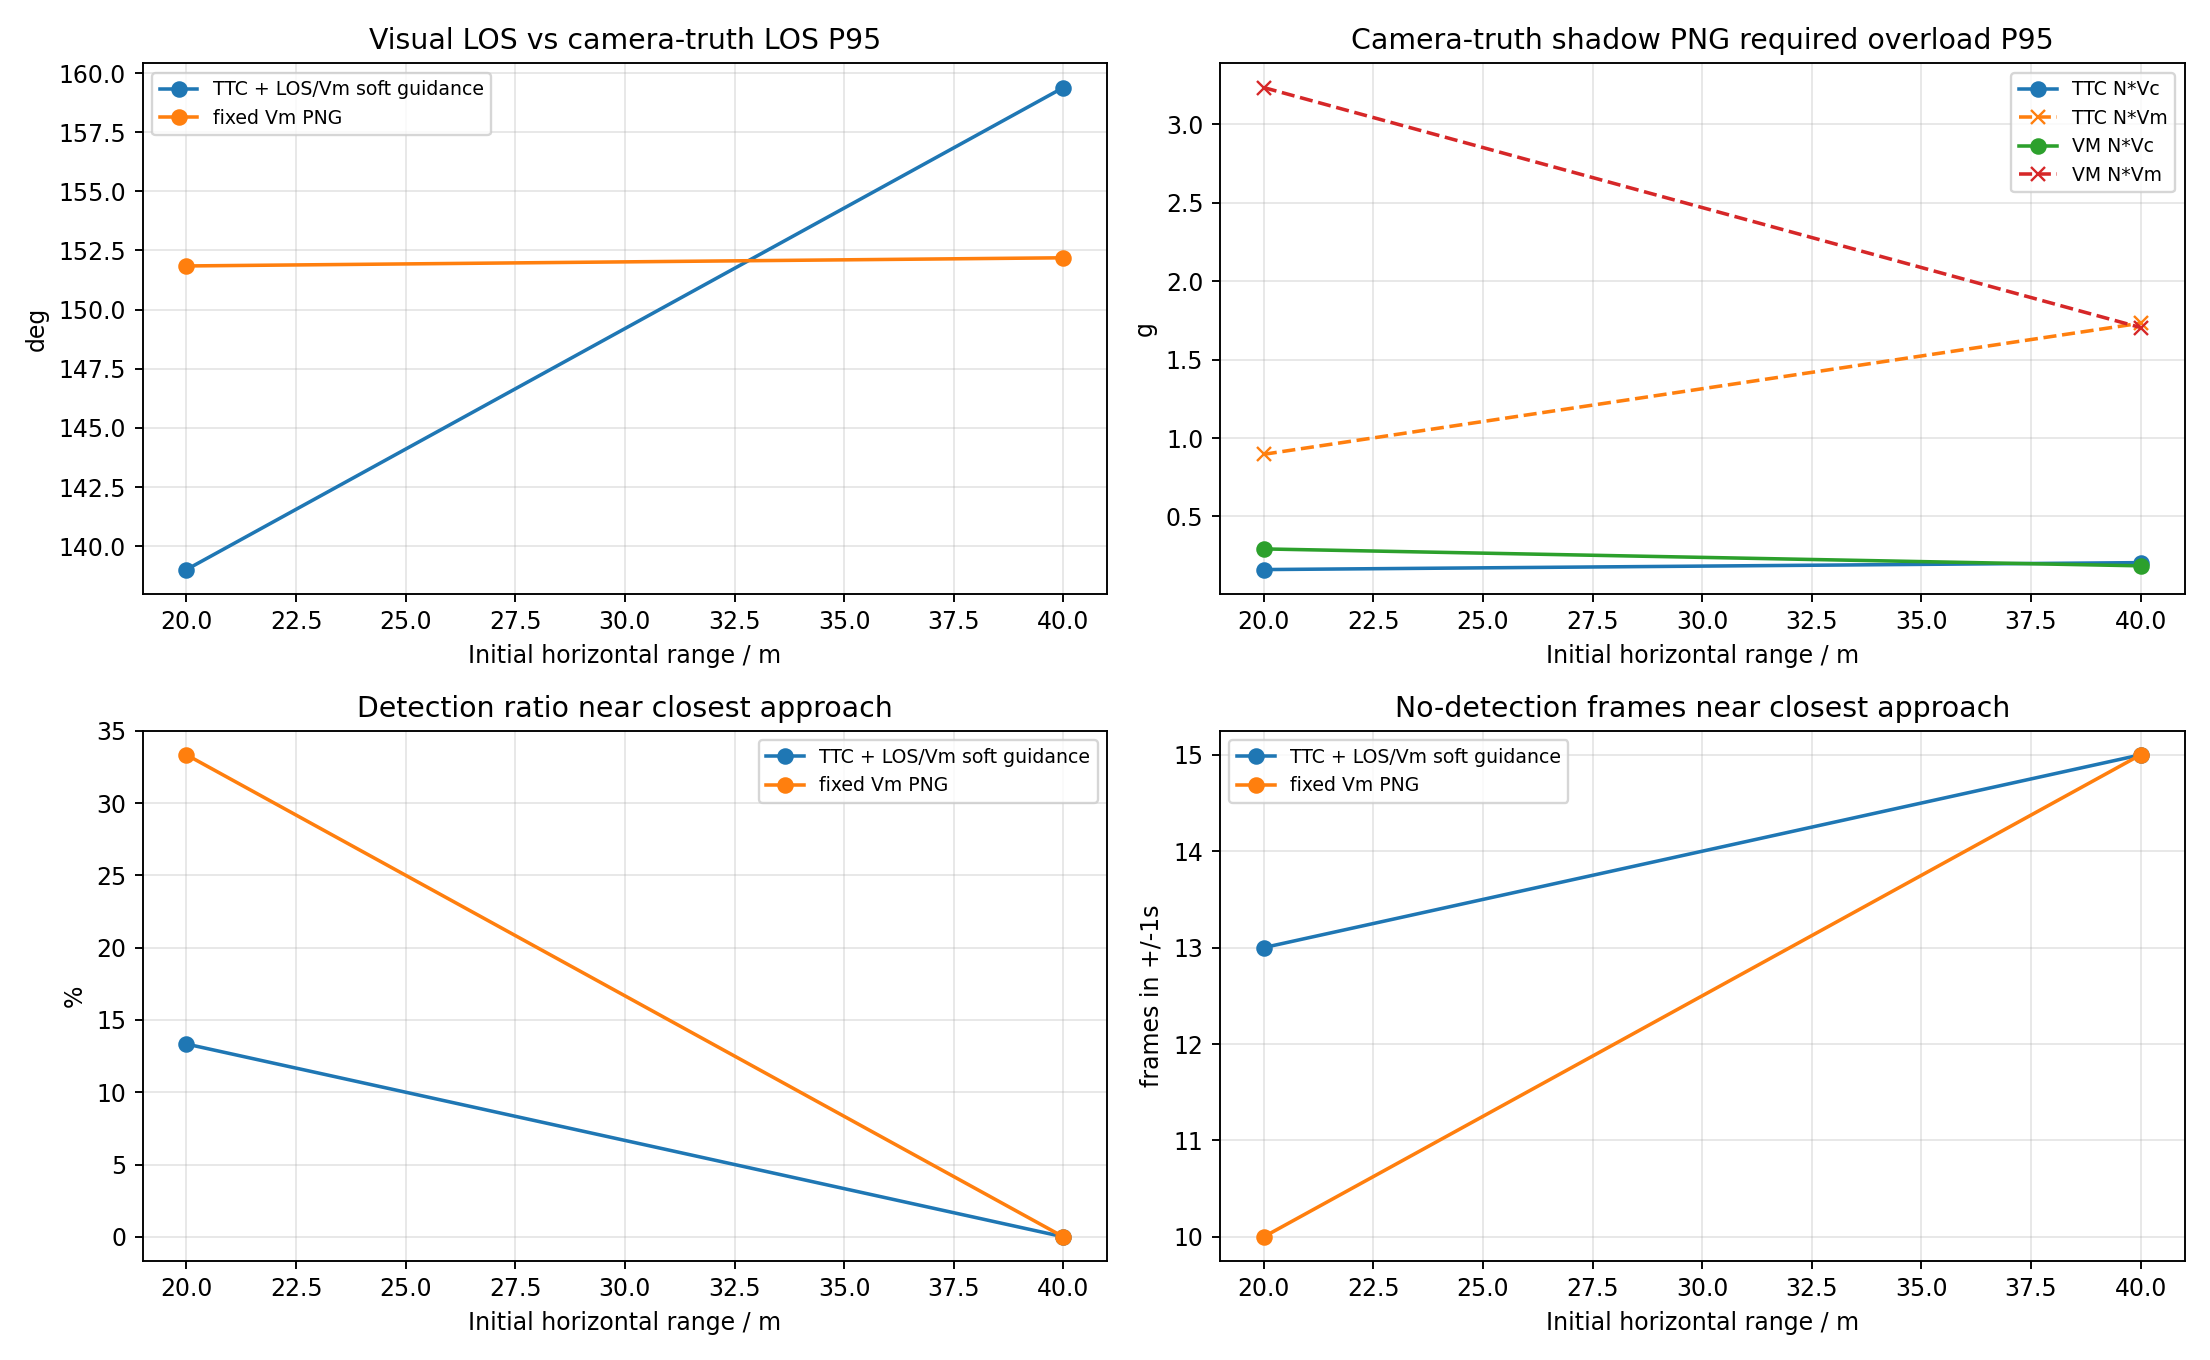 Visual LOS vs camera-truth LOS P95
160.0
157.5
155.0
152.5
150.0
147.5
145.0
142.5
140.0
deg
TTC + LOS/Vm soft guidance
fixed Vm PNG
20.0 22.5 25.0 27.5 30.0 32.5 35.0 37.5 40.0
Initial horizontal range / m
Camera-truth shadow PNG required overload P95
3.0
2.5
2.0
1.5
1.0
0.5
g
TTC N*Vc
TTC N*Vm
VM N*Vc
VM N*Vm
20.0 22.5 25.0 27.5 30.0 32.5 35.0 37.5 40.0
Initial horizontal range / m
Detection ratio near closest approach
35
30
25
20
15
10
5
0
%
TTC + LOS/Vm soft guidance
fixed Vm PNG
20.0 22.5 25.0 27.5 30.0 32.5 35.0 37.5 40.0
Initial horizontal range / m
No-detection frames near closest approach
15
14
13
12
11
10
frames in +/-1s
TTC + LOS/Vm soft guidance
fixed Vm PNG
20.0 22.5 25.0 27.5 30.0 32.5 35.0 37.5 40.0
Initial horizontal range / m